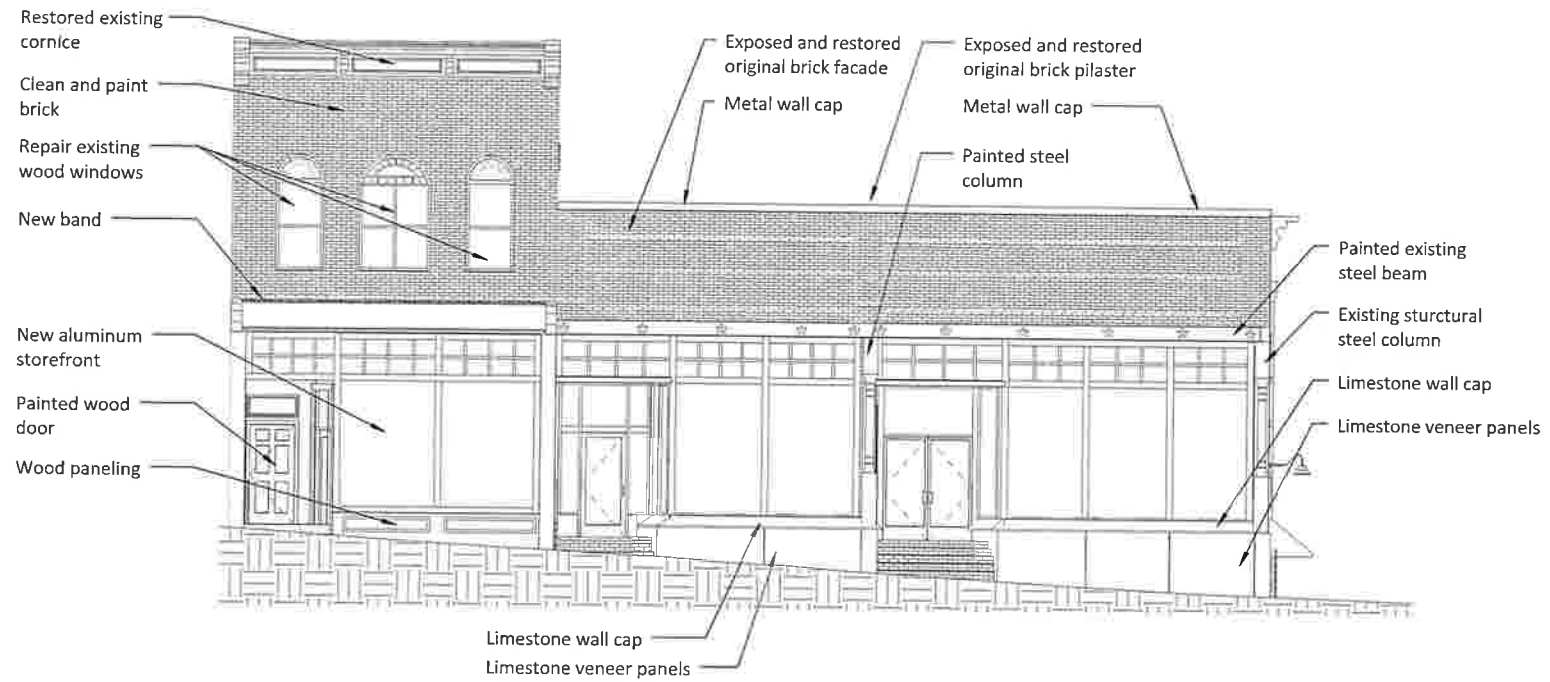 Restored existing
cornice
Clean and paint
brick
Repair existing
wood windows
New band
New aluminum
storefront
Painted wood
door
Wood paneling
Exposed and restored
original brick facade
Metal wall cap
Exposed and restored
original brick pilaster
Metal wall cap
Painted steel
column
Painted existing
steel beam
Existing sturctural
steel column
Limestone wall cap
Limestone veneer panels
Limestone wall cap
Limestone veneer panels